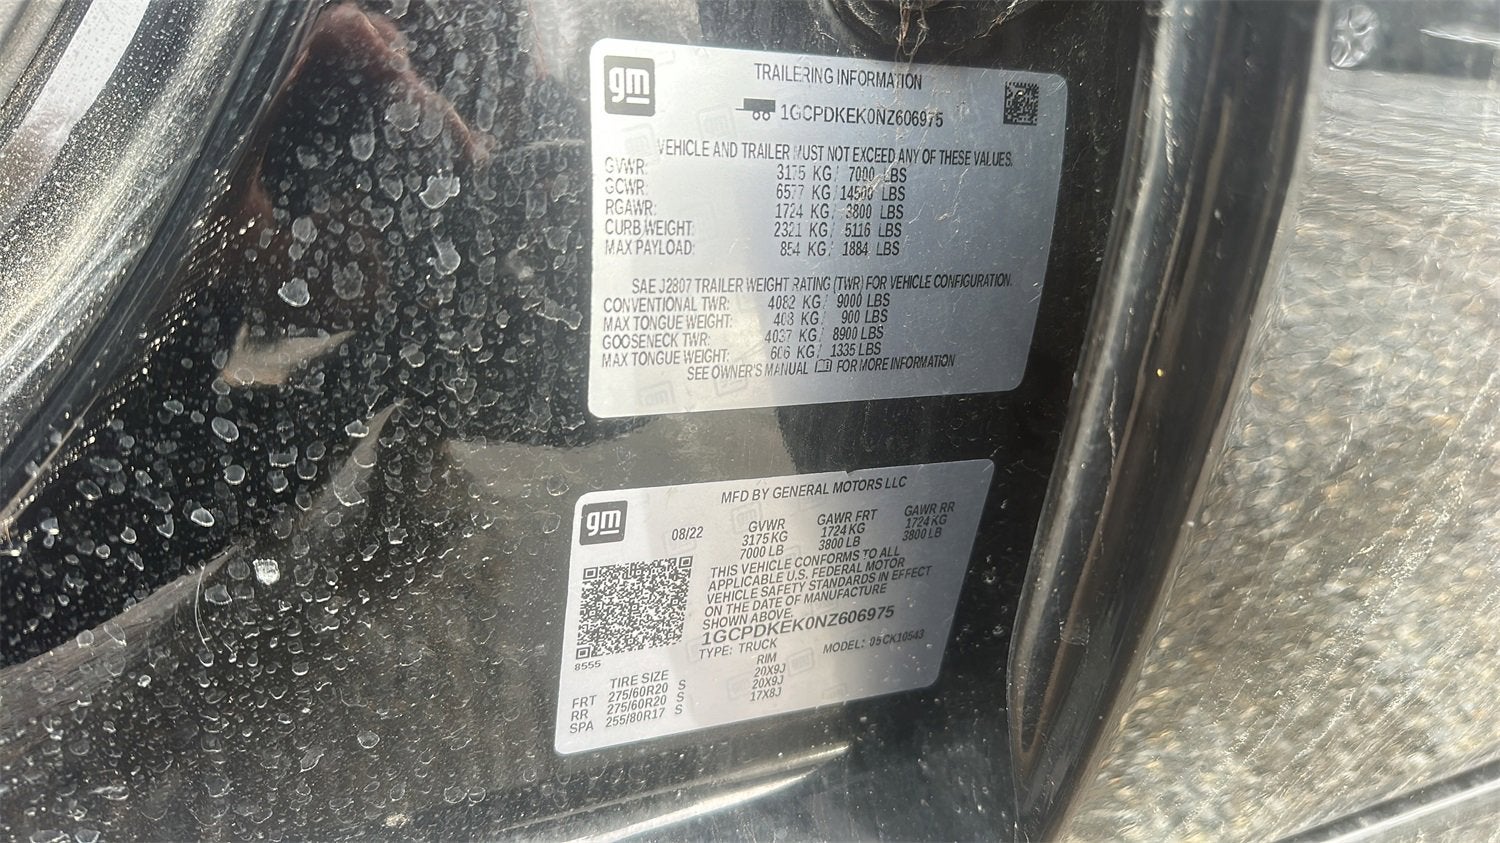 gm
TRAILERING INFORMATION
1GCPDKEK0NZ606975
VEHICLE AND TRAILER MUST NOT EXCEED ANY OF THESE VALUES.
GVWR: 3175 KG/ 7000 LBS
GCWR: 6577 KG/ 14500 LBS
RGAWR: 1724 KG/ 3800 LBS
CURB WEIGHT: 2321 KG/ 5116 LBS
MAX PAYLOAD: 854 KG/ 1884 LBS
SAE J2807 TRAILER WEIGHT RATING (TWR) FOR VEHICLE CONFIGURATION.
CONVENTIONAL TWR: 4082 KG/ 9000 LBS
MAX TONGUE WEIGHT: 408 KG/ 900 LBS
GOOSENECK TWR: 4037 KG/ 8900 LBS
MAX TONGUE WEIGHT: 606 KG/ 1335 LBS
SEE OWNER'S MANUAL FOR MORE INFORMATION
gm
MFD BY GENERAL MOTORS LLC
08/22 GVWR GAWR FRT GAWR RR
3175 KG 1724 KG 1724 KG
7000 LB 3800 LB 3800 LB
THIS VEHICLE CONFORMS TO ALL
APPLICABLE U.S. FEDERAL MOTOR
VEHICLE SAFETY STANDARDS IN EFFECT
ON THE DATE OF MANUFACTURE
SHOWN ABOVE.
1GCPDKEK0NZ606975
8555
TYPE: TRUCK MODEL: 05CK10543
TIRE SIZE RIM
FRT 275/60R20 S 20X9J
RR 275/60R20 S 20X9J
SPA 255/80R17 S 17X8J